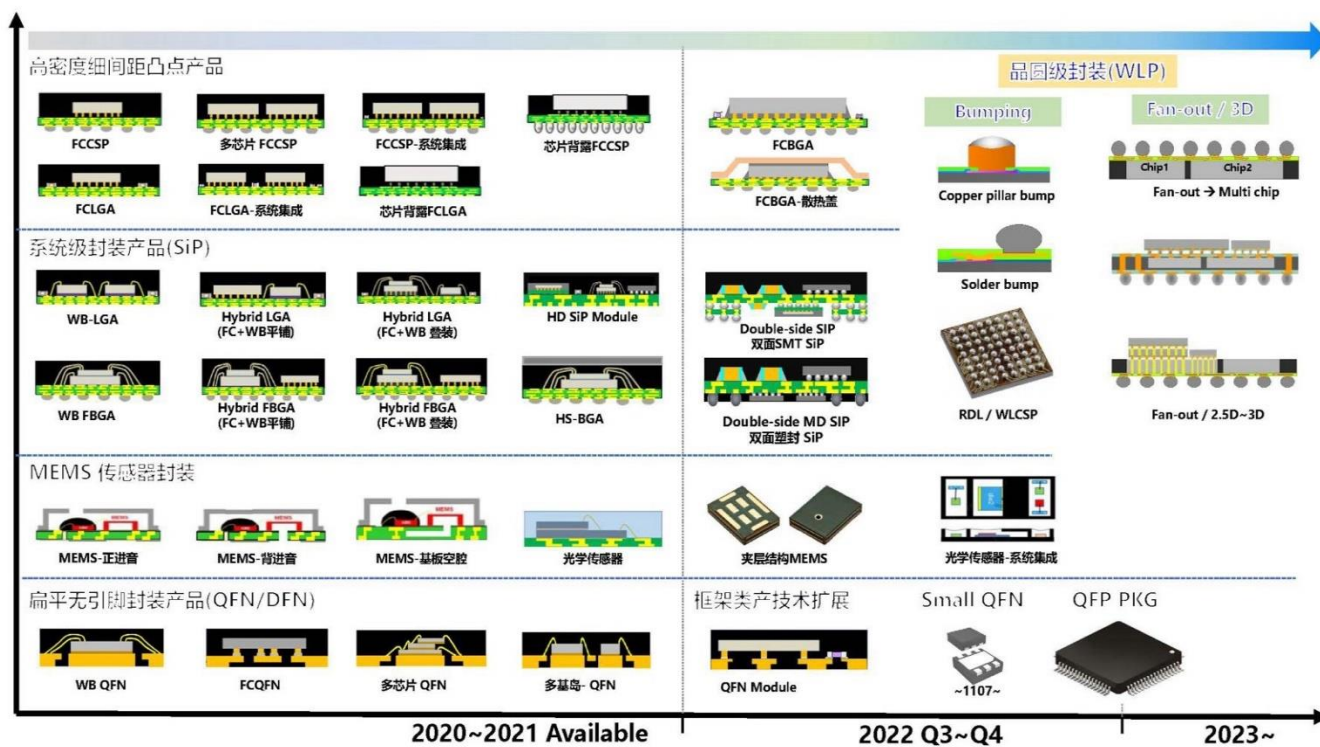 高密度细间距凸点产品
FCCSP
多芯片 FCCSP
FCCSP-系统集成
芯片背露FCCSP
FCLGA
FCLGA-系统集成
芯片背露FCLGA
FCBGA
FCBGA-散热盖
晶圆级封装(WLP)
Bumping
Copper pillar bump
Solder bump
RDL / WLCSP
Fan-out / 3D
Chip1
Chip2
Fan-out → Multi chip
Fan-out / 2.5D~3D
系统级封装产品(SiP)
WB-LGA
Hybrid LGA
(FC+WB平铺)
Hybrid LGA
(FC+WB 叠装)
HD SiP Module
WB FBGA
Hybrid FBGA
(FC+WB平铺)
Hybrid FBGA
(FC+WB 叠装)
HS-BGA
Double-side SIP
双面SMT SiP
Double-side MD SIP
双面塑封 SiP
MEMS 传感器封装
MEMS
MEMS-正进音
MEMS
MEMS-背进音
MEMS
MEMS-基板空腔
光学传感器
夹层结构MEMS
光学传感器-系统集成
扁平无引脚封装产品(QFN/DFN)
WB QFN
FCQFN
多芯片 QFN
多基岛- QFN
框架类产技术扩展
QFN Module
Small QFN
~1107~
QFP PKG
2020~2021 Available
2022 Q3~Q4
2023~